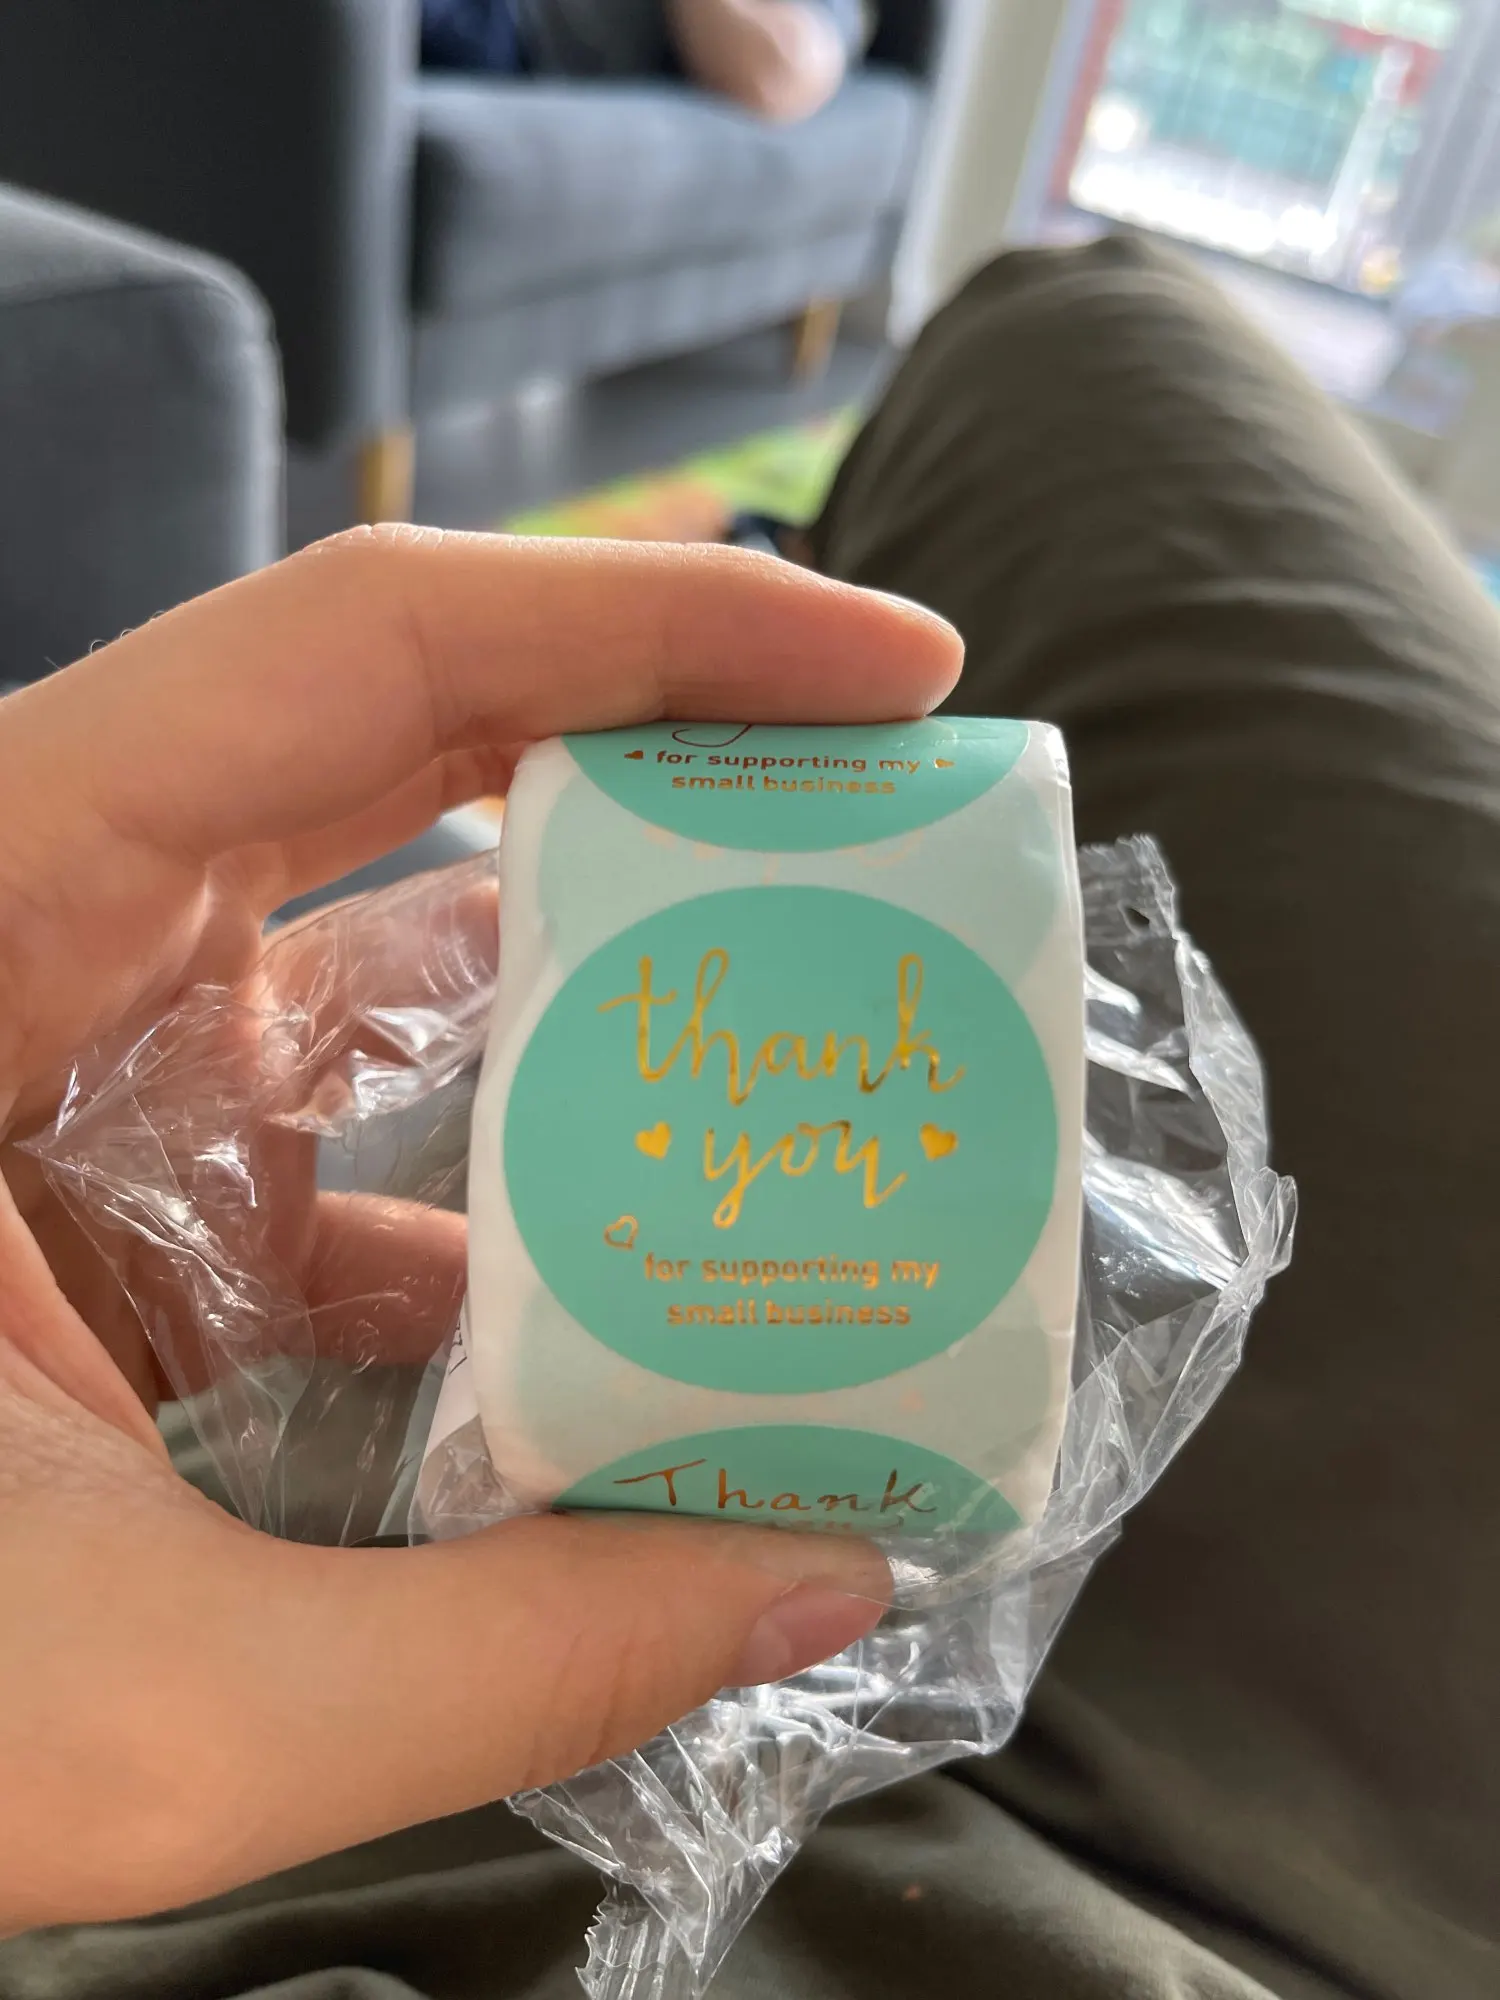 for supporting my
small business
thank
you
for supporting my
small business
Thank